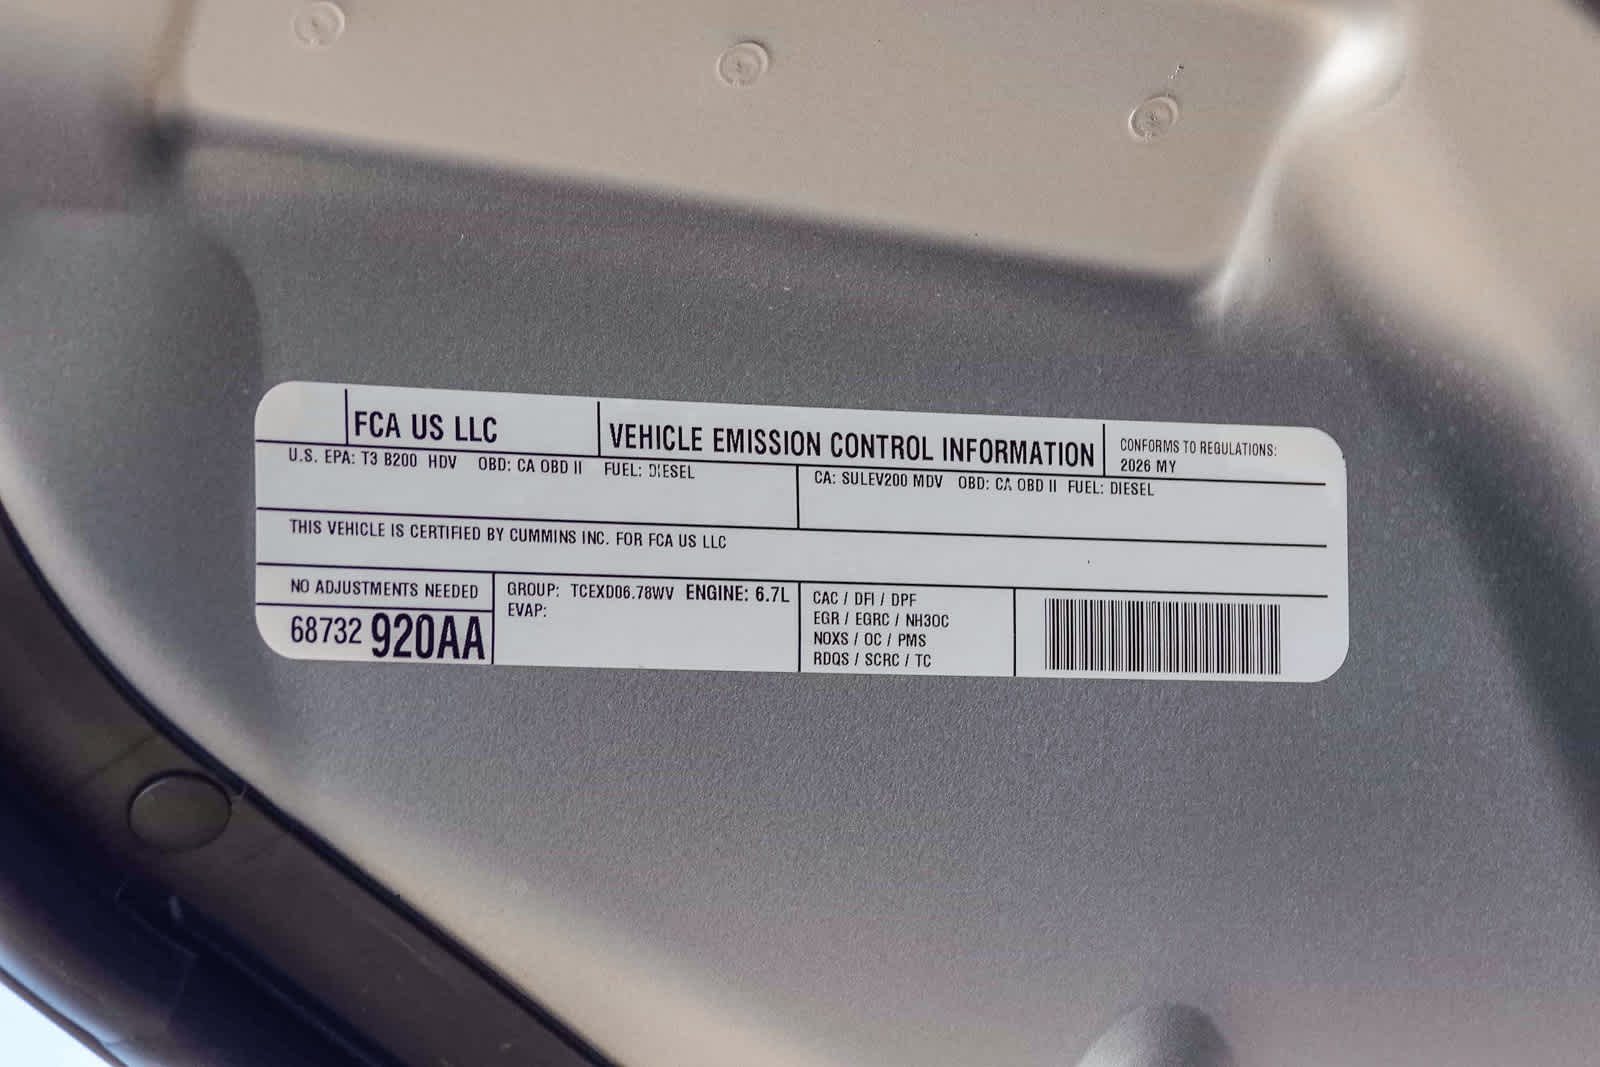 FCA US LLC
VEHICLE EMISSION CONTROL INFORMATION
CONFORMS TO REGULATIONS:
2026 MY
U.S. EPA: T3 B200 HDV OBD: CA OBD II FUEL: DIESEL
CA: SULEV200 MDV OBD: CA OBD II FUEL: DIESEL
THIS VEHICLE IS CERTIFIED BY CUMMINS INC. FOR FCA US LLC
NO ADJUSTMENTS NEEDED
68732 920AA
GROUP: TCEXD06.78WV ENGINE: 6.7L
EVAP:
CAC / DFI / DPF
EGR / EGRC / NH3OC
NOXS / OC / PMS
RDQS / SCRC / TC